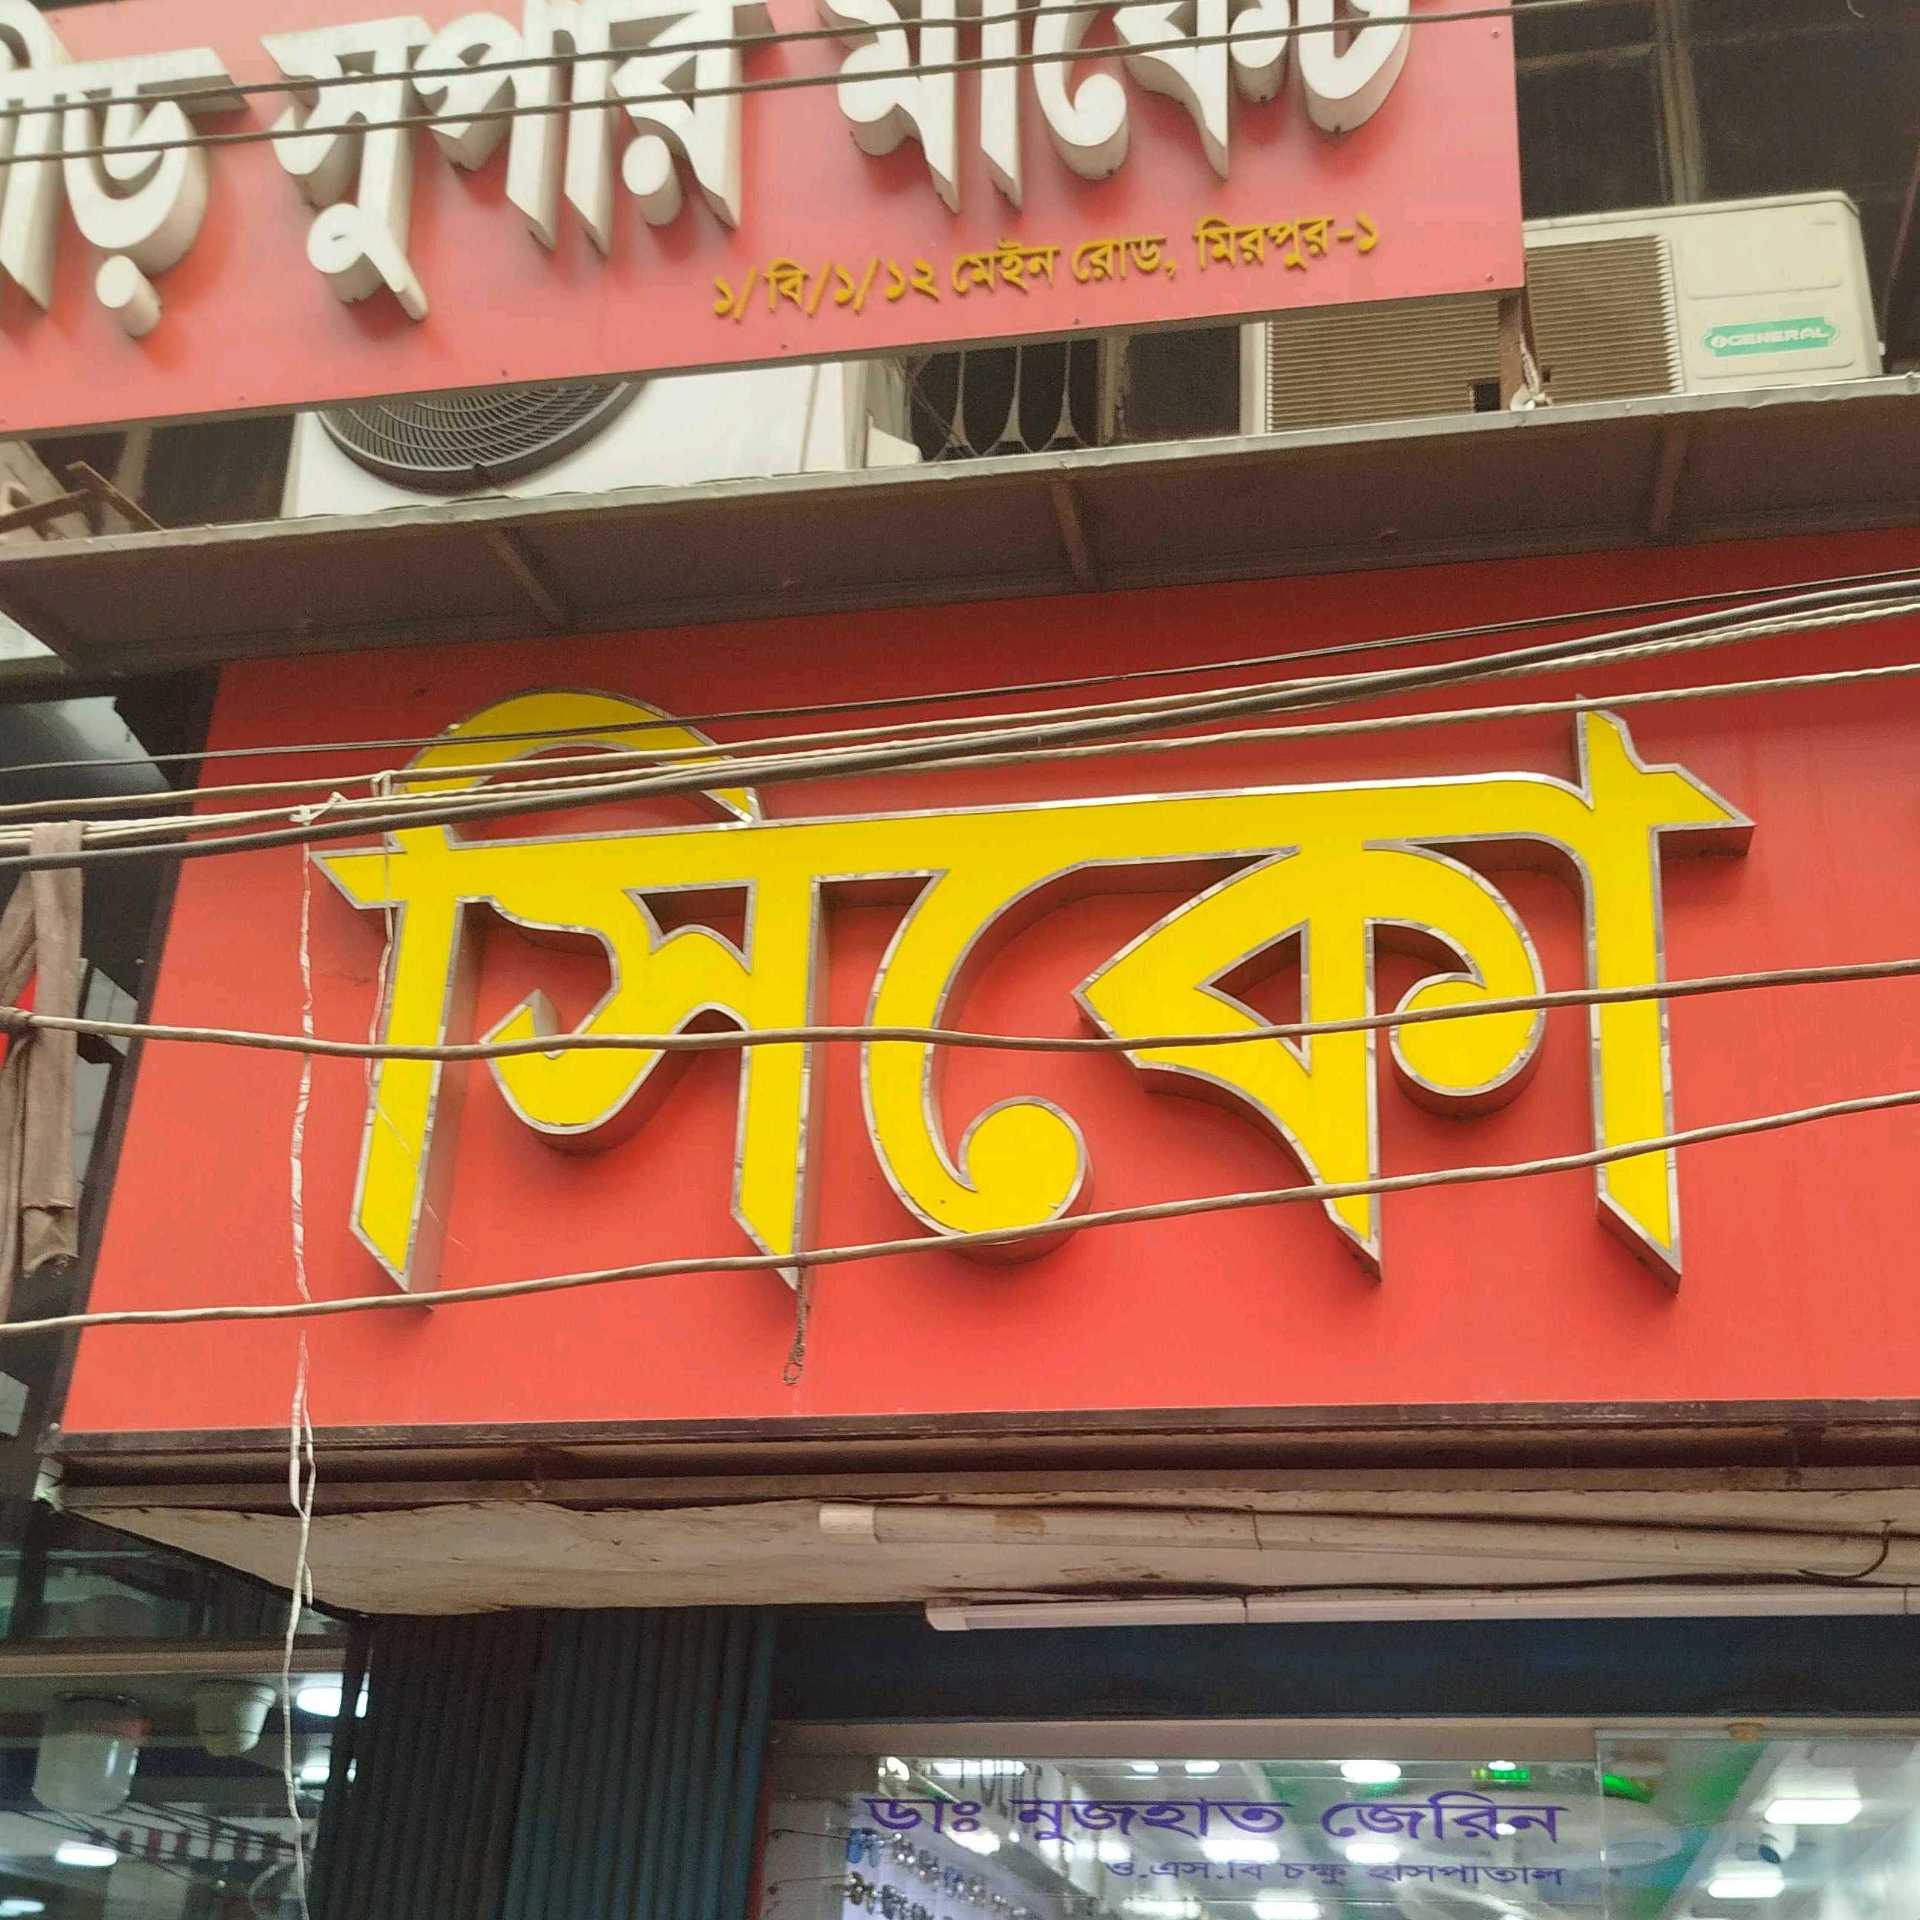 সুপার মার্কেট
১/বি/১/১২ মেইন রোড, মিরপুর-১
GENERAL
সিকো
ডাঃ নুজহাত জেরিন
ও.এস.বি চক্ষু হাসপাতাল